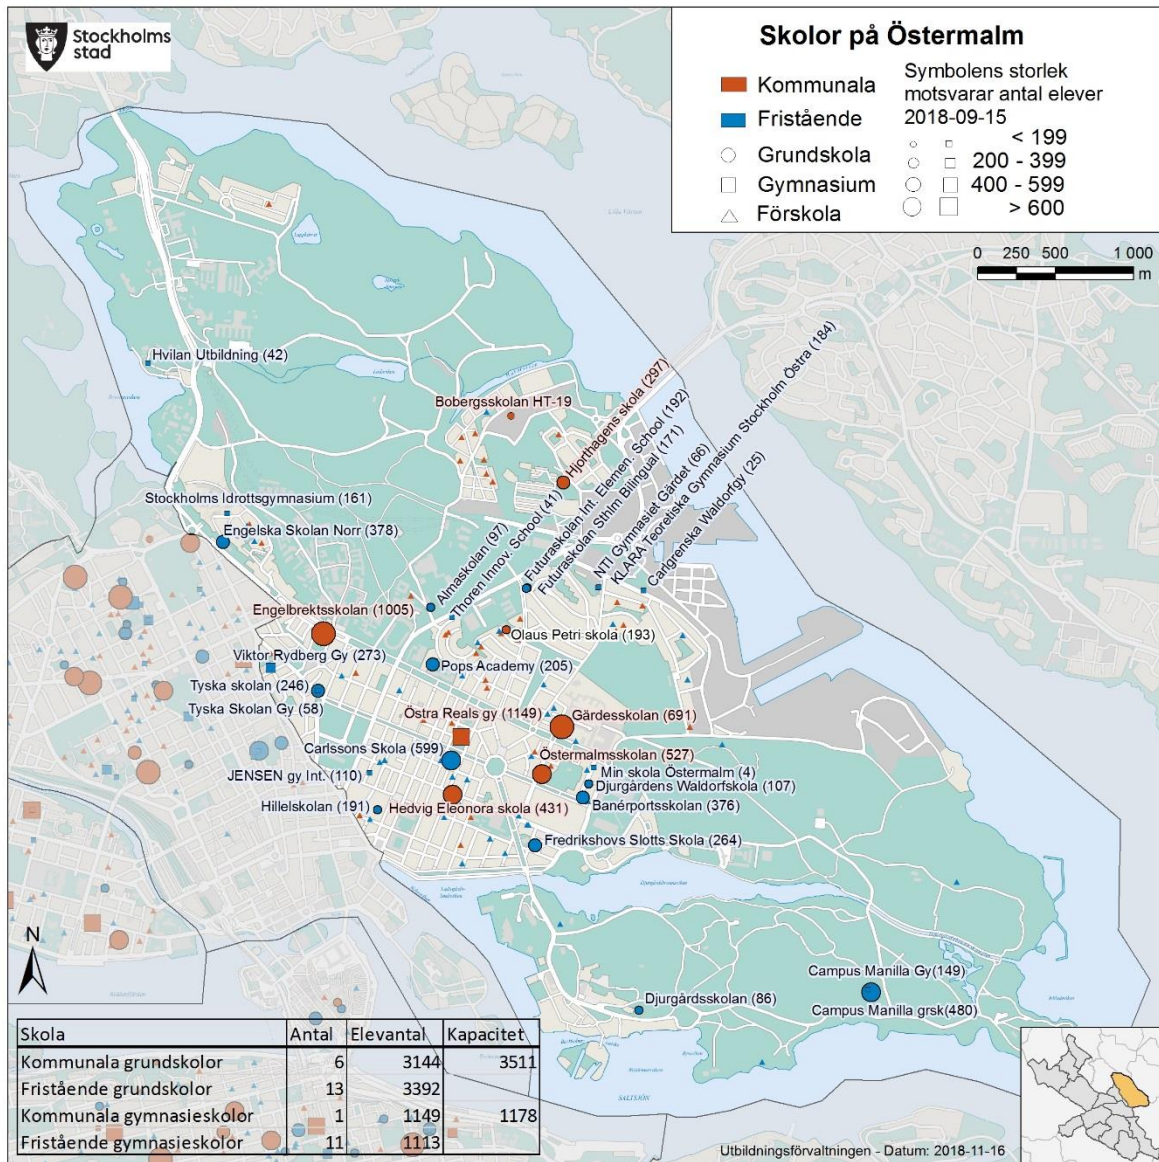 Stockholms
stad
Skolor på Östermalm
Kommunala
Fristående
Grundskola
Gymnasium
Förskola
Symbolens storlek
motsvarar antal elever
2018-09-15
< 199
200 - 399
400 - 599
> 600
0 250 500 1 000
m
Hvilan Utbildning (42)
Bobergsskolan HT-19
Hjorthagens skola (297)
Stockholms Idrottsgymnasium (161)
Engelska Skolan Norr (378)
Almaskolan (97)
Thoren Innov. School (41)
Futuraskolan Int. Elemen. School (192)
Futuraskolan Sthlm Bilingual (171)
NTI Gymnasiet Gärdet (66)
KLARA Teoretiska Gymnasium Stockholm Östra (184)
Carlgrenska Waldorfgy (25)
Engelbrektsskolan (1005)
Olaus Petri skola (193)
Viktor Rydberg Gy (273)
Pops Academy (205)
Tyska skolan (246)
Tyska Skolan Gy (58)
Östra Reals gy (1149)
Gärdesskolan (691)
Carlssons Skola (599)
Östermalmsskolan (527)
JENSEN gy Int. (110)
Min skola Östermalm (4)
Djurgårdens Waldorfskola (107)
Hillelskolan (191)
Hedvig Eleonora skola (431)
Banérportsskolan (376)
Fredrikshovs Slotts Skola (264)
Campus Manilla Gy(149)
Djurgårdsskolan (86)
Campus Manilla grsk(480)
SALTSJÖN
N
Skola Antal Elevantal Kapacitet
Kommunala grundskolor 6 3144 3511
Fristående grundskolor 13 3392
Kommunala gymnasieskolor 1 1149 1178
Fristående gymnasieskolor 11 1113
Utbildningsförvaltningen - Datum: 2018-11-16